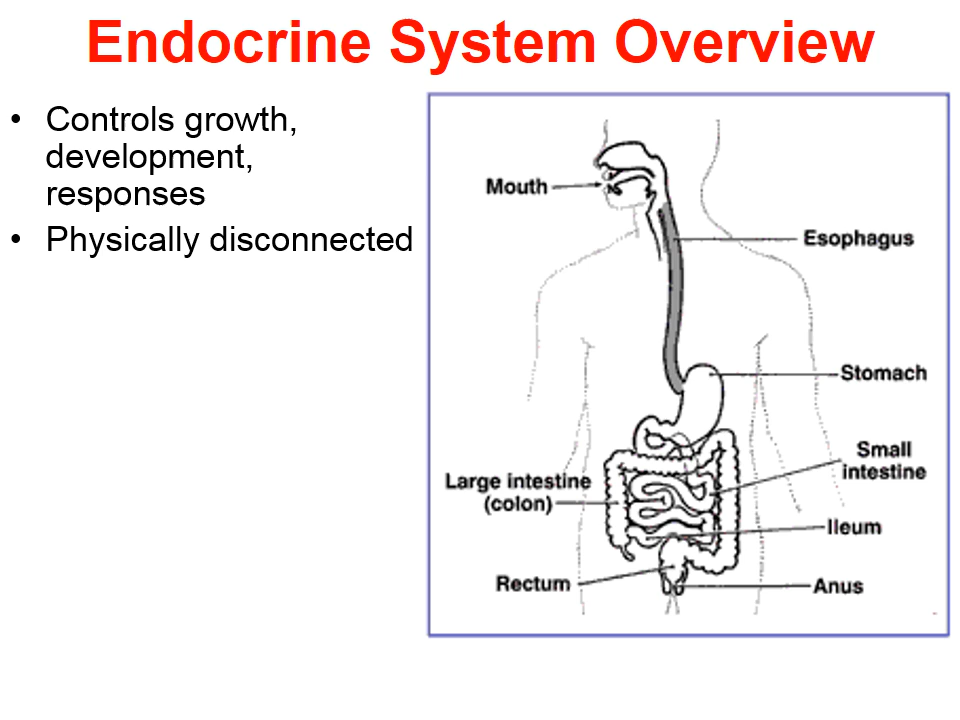 Endocrine System Overview
• Controls growth,
development,
responses
• Physically disconnected
Mouth
Esophagus
Stomach
Small
intestine
Large intestine
(colon)
Ileum
Rectum
Anus